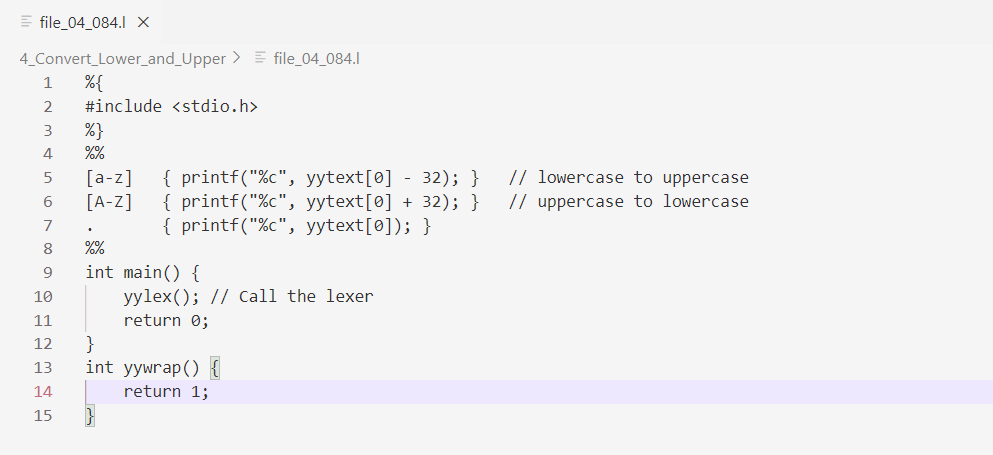 file_04_084.l
4_Convert_Lower_and_Upper > file_04_084.l
1 %{
2 #include <stdio.h>
3 %}
4 %%
5 [a-z]   { printf("%c", yytext[0] - 32); }   // lowercase to uppercase
6 [A-Z]   { printf("%c", yytext[0] + 32); }   // uppercase to lowercase
7 .       { printf("%c", yytext[0]); }
8 %%
9 int main() {
10     yylex(); // Call the lexer
11     return 0;
12 }
13 int yywrap() {
14     return 1;
15 }